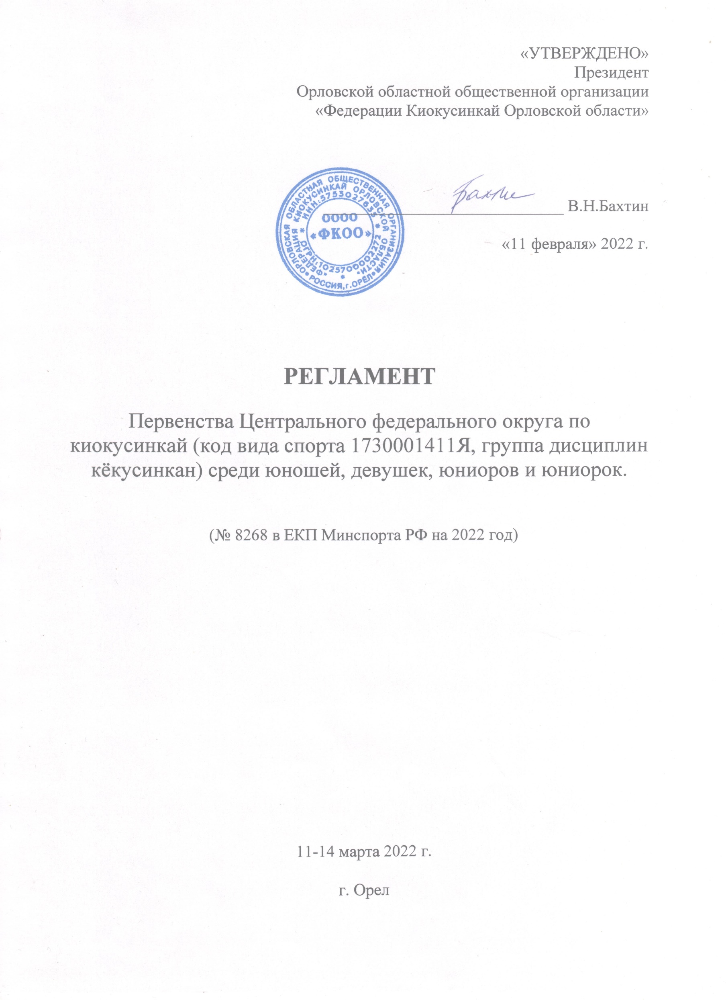 «УТВЕРЖДЕНО»
Президент
Орловской областной общественной организации
«Федерации Киокусинкай Орловской области»
Бахтин
В.Н.Бахтин
«11 февраля» 2022 г.
ОРЛОВСКАЯ ОБЛАСТНАЯ ОБЩЕСТВЕННАЯ ОРГАНИЗАЦИЯ
«ФЕДЕРАЦИЯ КИОКУСИНКАЙ ОРЛОВСКОЙ ОБЛАСТИ»
ИНН:5753027635
ОГРН:1025700002272
РОССИЯ,г.ОРЁЛ
ОООО
«ФКОО»
РЕГЛАМЕНТ
Первенства Центрального федерального округа по
киокусинкай (код вида спорта 1730001411Я, группа дисциплин
кёкусинкан) среди юношей, девушек, юниоров и юниорок.
(№ 8268 в ЕКП Минспорта РФ на 2022 год)
11-14 марта 2022 г.
г. Орел